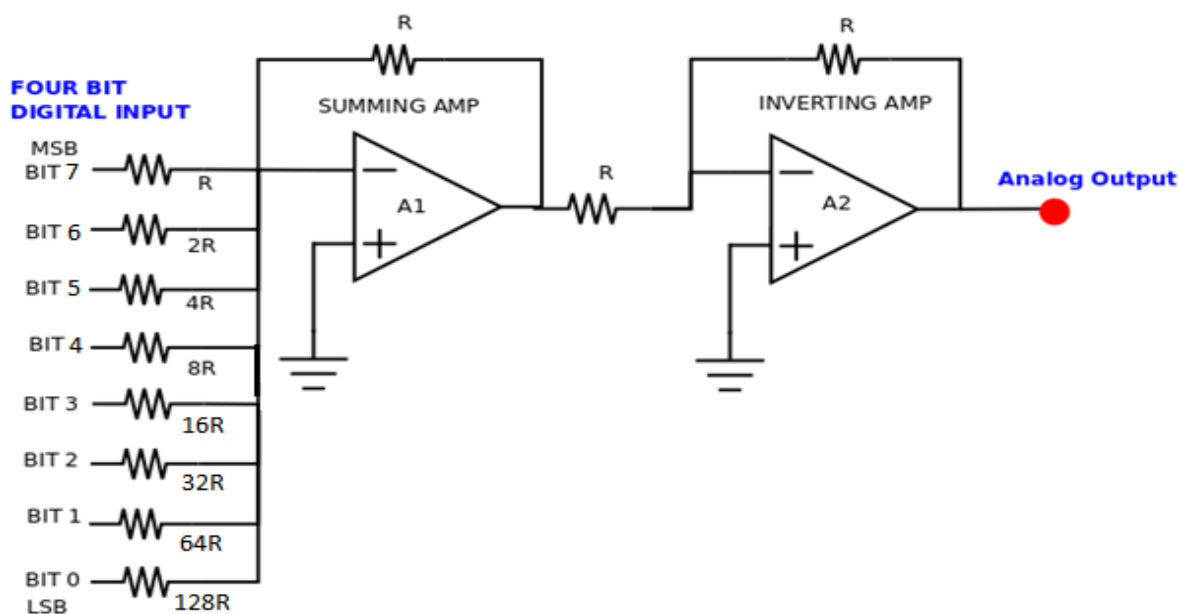 R
R
FOUR BIT
DIGITAL INPUT
SUMMING AMP
INVERTING AMP
MSB
BIT 7
R
R
Analog Output
A1
A2
BIT 6
2R
BIT 5
4R
BIT 4
8R
BIT 3
16R
BIT 2
32R
BIT 1
64R
BIT 0
128R
LSB